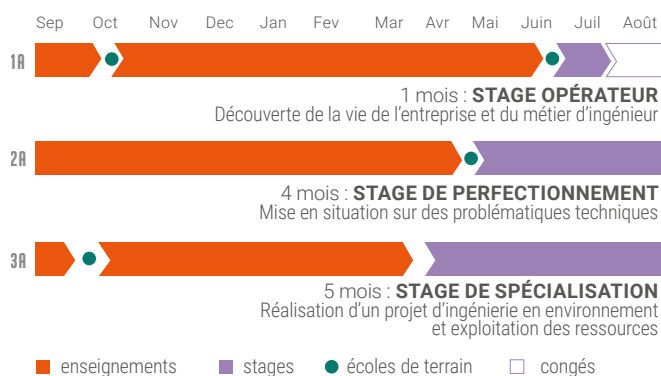 Sep Oct Nov Dec Jan Fev Mar Avr Mai Juin Juil Août
1A
1 mois : STAGE OPÉRATEUR
Découverte de la vie de l'entreprise et du métier d'ingénieur
2A
4 mois : STAGE DE PERFECTIONNEMENT
Mise en situation sur des problématiques techniques
3A
5 mois : STAGE DE SPÉCIALISATION
Réalisation d'un projet d'ingénierie en environnement
et exploitation des ressources
enseignements stages écoles de terrain congés